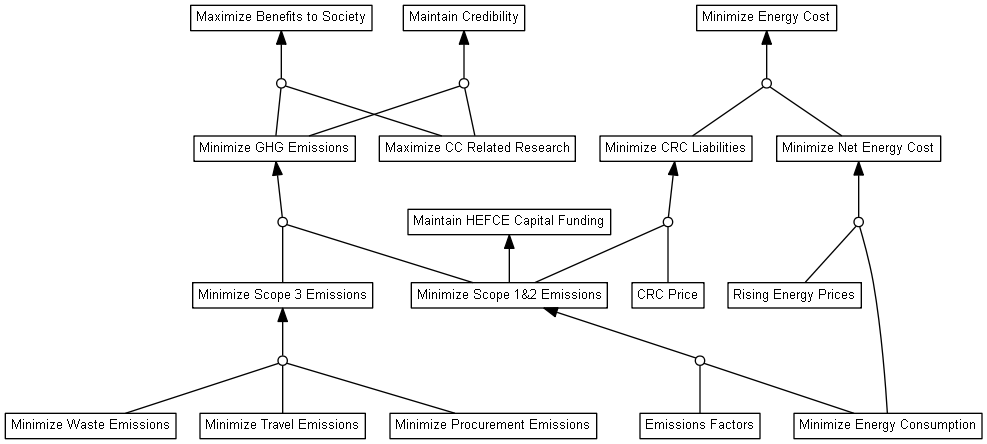 Maximize Benefits to Society
Maintain Credibility
Minimize Energy Cost
Minimize GHG Emissions
Maximize CC Related Research
Minimize CRC Liabilities
Minimize Net Energy Cost
Maintain HEFCE Capital Funding
Minimize Scope 3 Emissions
Minimize Scope 1&2 Emissions
CRC Price
Rising Energy Prices
Minimize Waste Emissions
Minimize Travel Emissions
Minimize Procurement Emissions
Emissions Factors
Minimize Energy Consumption